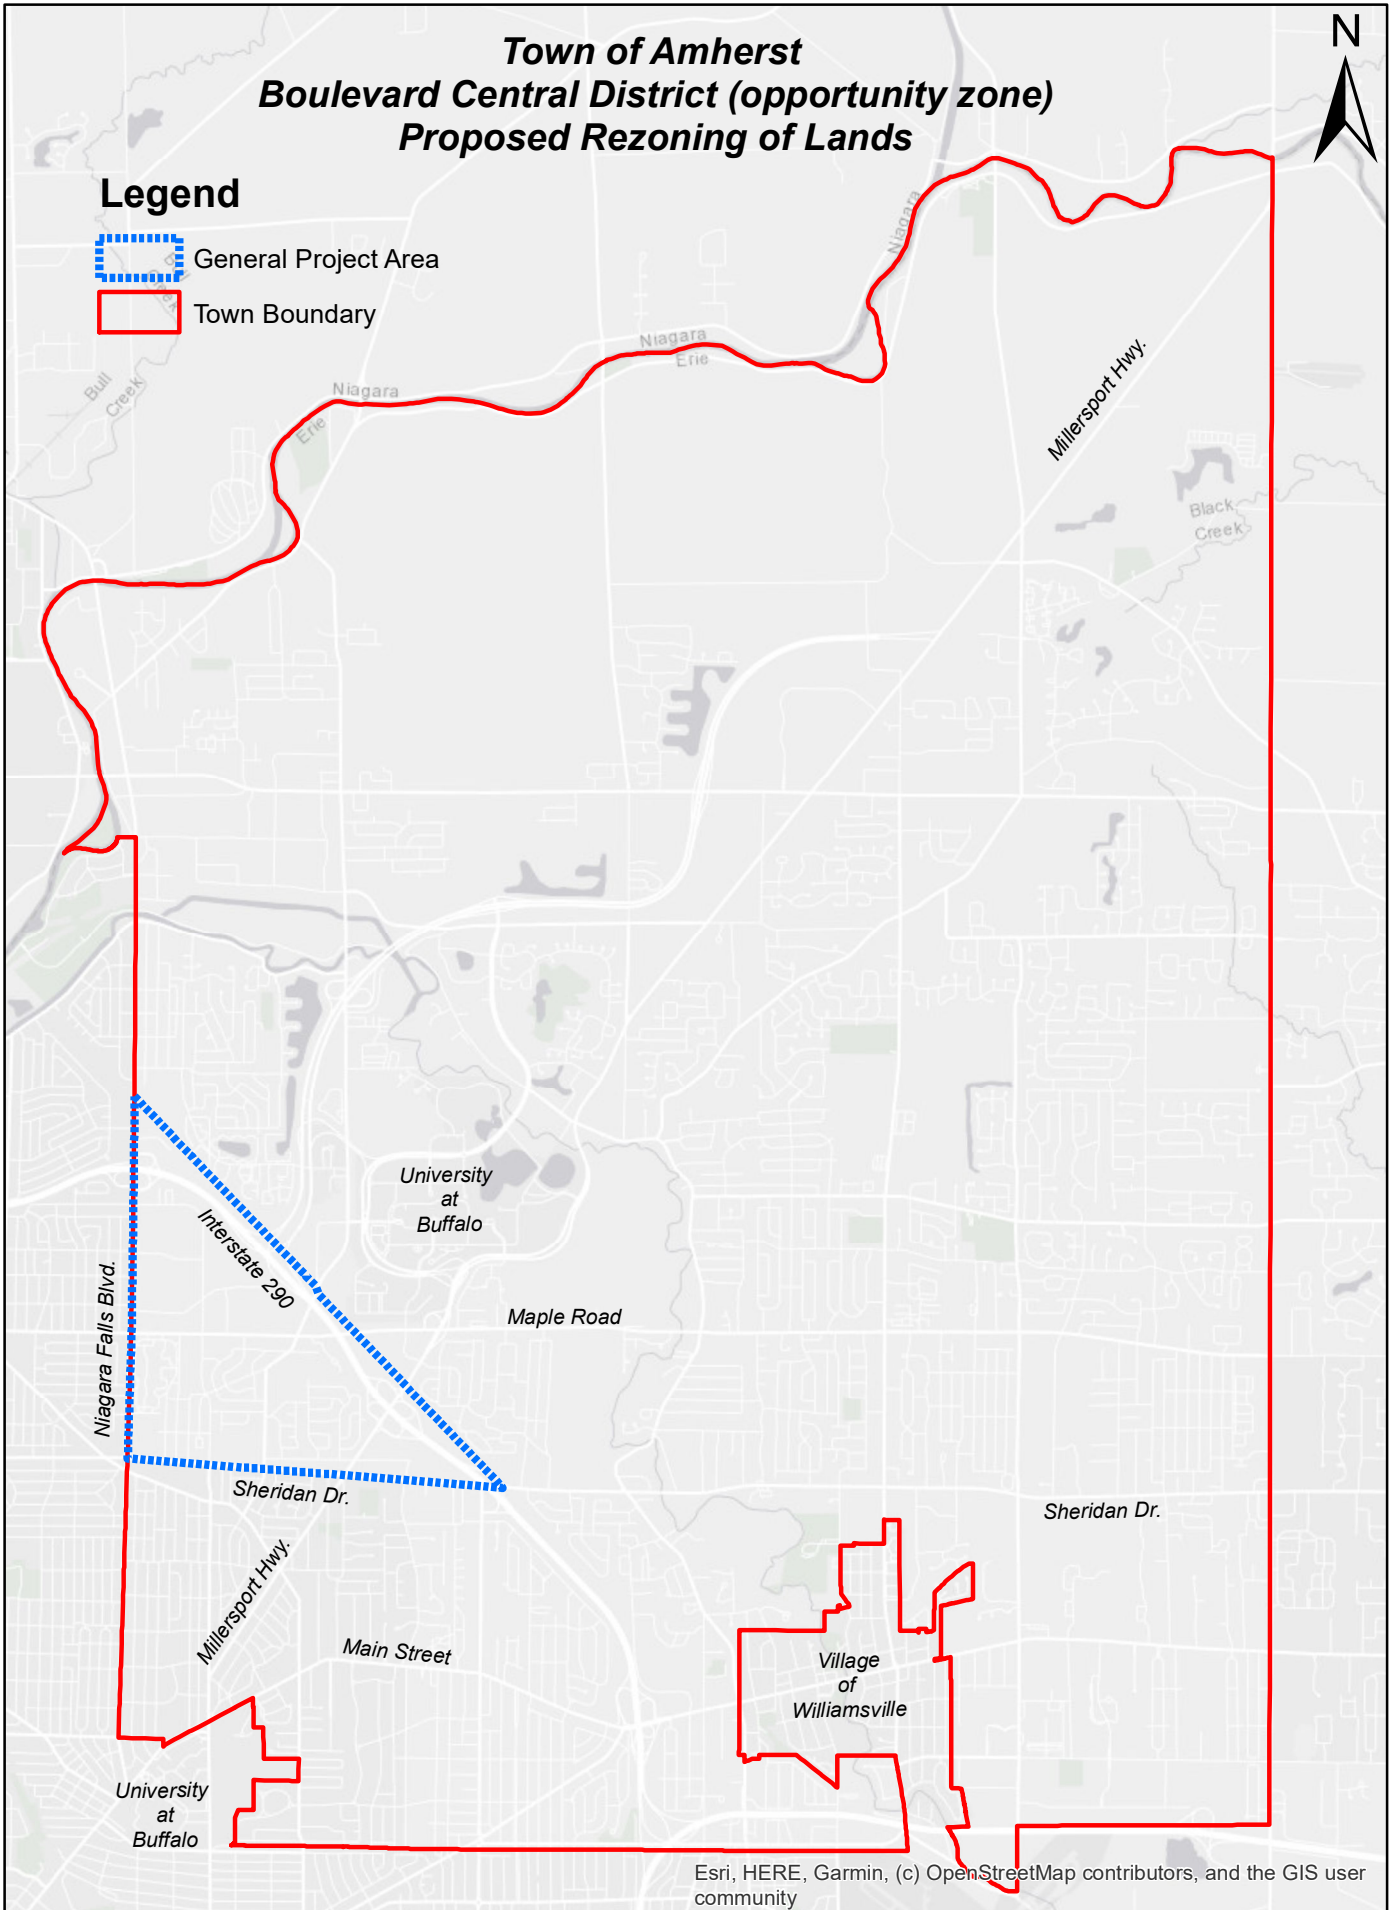 Town of Amherst
Boulevard Central District (opportunity zone)
Proposed Rezoning of Lands
N
Legend
General Project Area
Town Boundary
Bull
Creek
Bull
Creek
Niagara
Niagara
Erie
Niagara
Erie
Millersport Hwy.
Black
Creek
University
at
Buffalo
Interstate 290
Niagara Falls Blvd.
Maple Road
Sheridan Dr.
Sheridan Dr.
Millersport Hwy.
Main Street
Village
of
Williamsville
University
at
Buffalo
Esri, HERE, Garmin, (c) OpenStreetMap contributors, and the GIS user
community